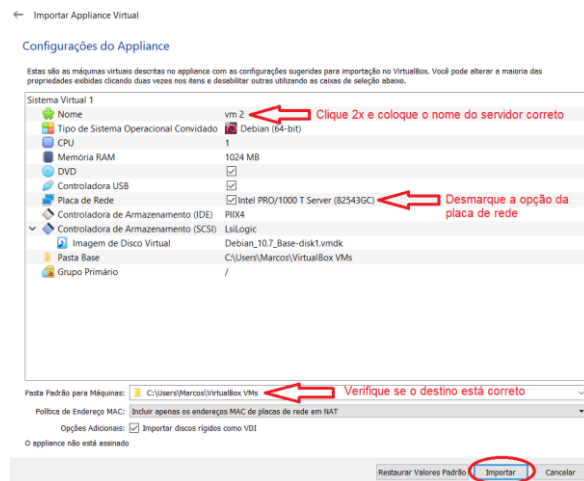 ← Importar Appliance Virtual
Configurações do Appliance
Estas são as máquinas virtuais descritas no appliance com as configurações sugeridas para importação no VirtualBox. Você pode alterar a maioria das
propriedades exibidas clicando duas vezes nos itens e desabilitar outras utilizando as caixas de seleção abaixo.
Sistema Virtual 1
Nome vm 2 Clique 2x e coloque o nome do servidor correto
Tipo de Sistema Operacional Convidado Debian (64-bit)
CPU 1
Memória RAM 1024 MB
DVD
Controladora USB
Placa de Rede Intel PRO/1000 T Server (82543GC) Desmarque a opção da
placa de rede
Controladora de Armazenamento (IDE) PIIX4
Controladora de Armazenamento (SCSI) LsiLogic
Imagem de Disco Virtual Debian_10.7_Base-disk1.vmdk
Pasta Base C:\Users\Marcos\VirtualBox VMs
Grupo Primário /
Pasta Padrão para Máquinas: C:\Users\Marcos\VirtualBox VMs Verifique se o destino está correto
Política de Endereço MAC: Incluir apenas os endereços MAC de placas de rede em NAT
Opções Adicionais: Importar discos rígidos como VDI
O appliance não está assinado
Restaurar Valores Padrão Importar Cancelar